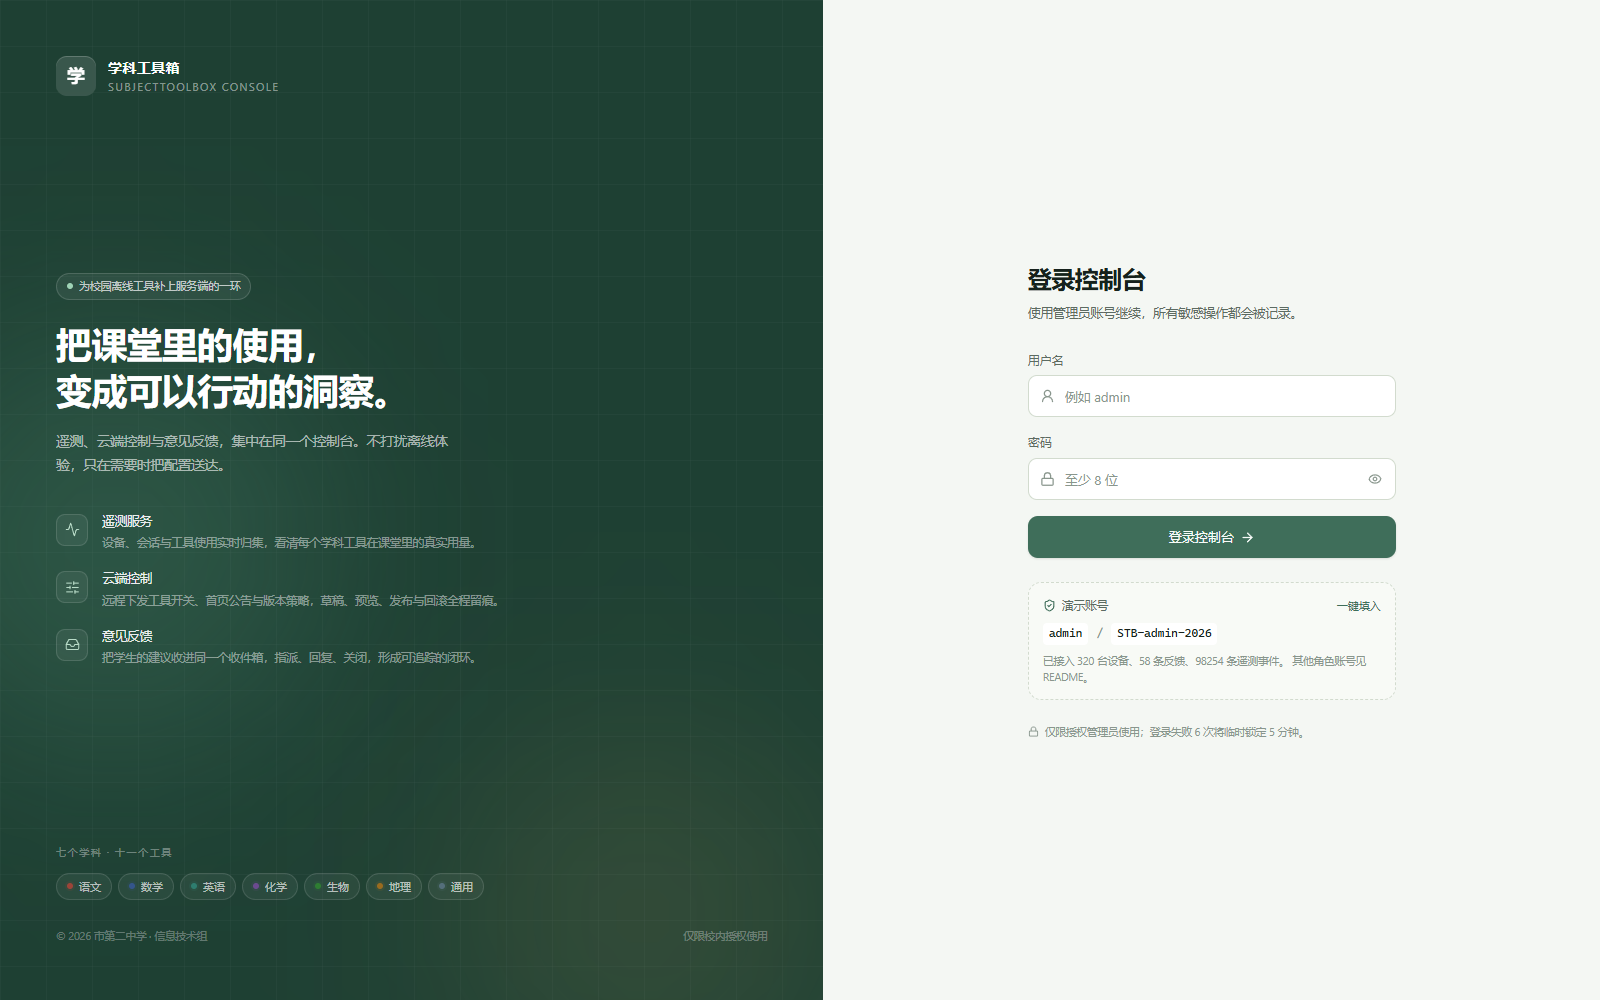 学
学科工具箱
SUBJECTTOOLBOX CONSOLE
为校园离线工具补上服务端的一环
把课堂里的使用，
变成可以行动的洞察。
遥测、云端控制与意见反馈，集中在同一个控制台。不打扰离线体
验，只在需要时把配置送达。
遥测服务
设备、会话与工具使用实时归集，看清每个学科工具在课堂里的真实用量。
云端控制
远程下发工具开关、首页公告与版本策略，草稿、预览、发布与回滚全程留痕。
意见反馈
把学生的建议收进同一个收件箱，指派、回复、关闭，形成可追踪的闭环。
七个学科 · 十一个工具
语文 数学 英语 化学 生物 地理 通用
© 2026 市第二中学 · 信息技术组
仅限校内授权使用
登录控制台
使用管理员账号继续，所有敏感操作都会被记录。
用户名
例如 admin
密码
至少 8 位
登录控制台 →
演示账号 一键填入
admin / STB-admin-2026
已接入 320 台设备、58 条反馈、98254 条遥测事件。 其他角色账号见
README。
仅限授权管理员使用；登录失败 6 次将临时锁定 5 分钟。